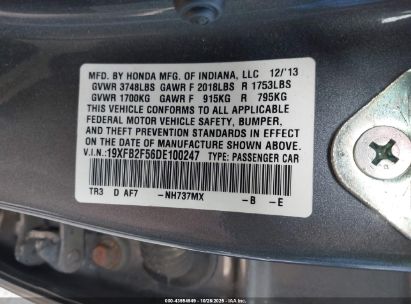 MFD. BY HONDA MFG. OF INDIANA, LLC 12/'13
GVWR 3748LBS GAWR F 2018LBS R 1753LBS
GVWR 1700KG GAWR F 915KG R 795KG
THIS VEHICLE CONFORMS TO ALL APPLICABLE
FEDERAL MOTOR VEHICLE SAFETY, BUMPER,
AND THEFT PREVENTION STANDARDS IN EFFECT
ON THE DATE OF MANUFACTURE SHOWN ABOVE.
V.I.N.: 19XFB2F56DE100247 TYPE: PASSENGER CAR
TR3 D AF7 -NH737MX -B -E